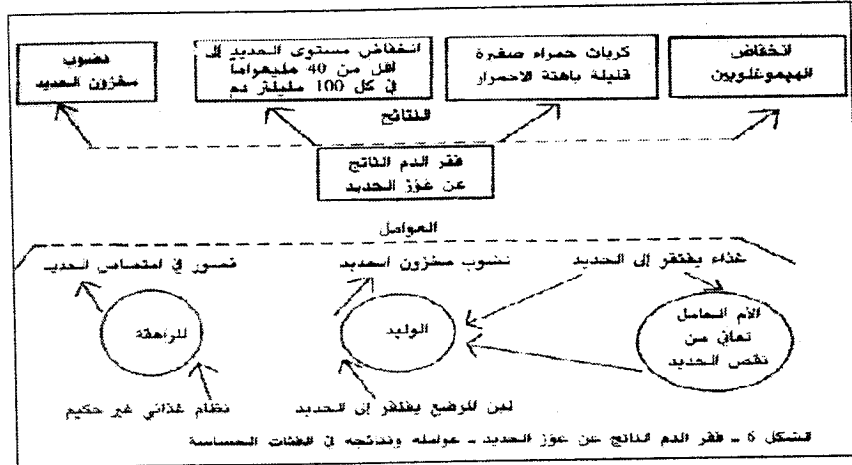 انخفاض
الهيموغلوبين
كريات حمراء صغيرة
قليلة باهتة الاحمرار
انخفاض مستوى الحديد إلى
أقل من 40
في كل 100 مليلتر دم
نضوب
مخزون الحديد
النتائج
فقر الدم الناتج
عن عوز الحديد
العوامل
غذاء يفتقر إلى الحديد
نضوب مخزون الحديد
قصور في امتصاص الحديد
الأم الحامل
تعاني من
نقص الحديد
الوليد
المراهقة
لبن الرضيع يفتقر إلى الحديد
نظام غذائي غير حكيم
الشكل 6 - فقر الدم الناتج عن عوز الحديد - عوامله ونتائجه في الفئات الحساسة